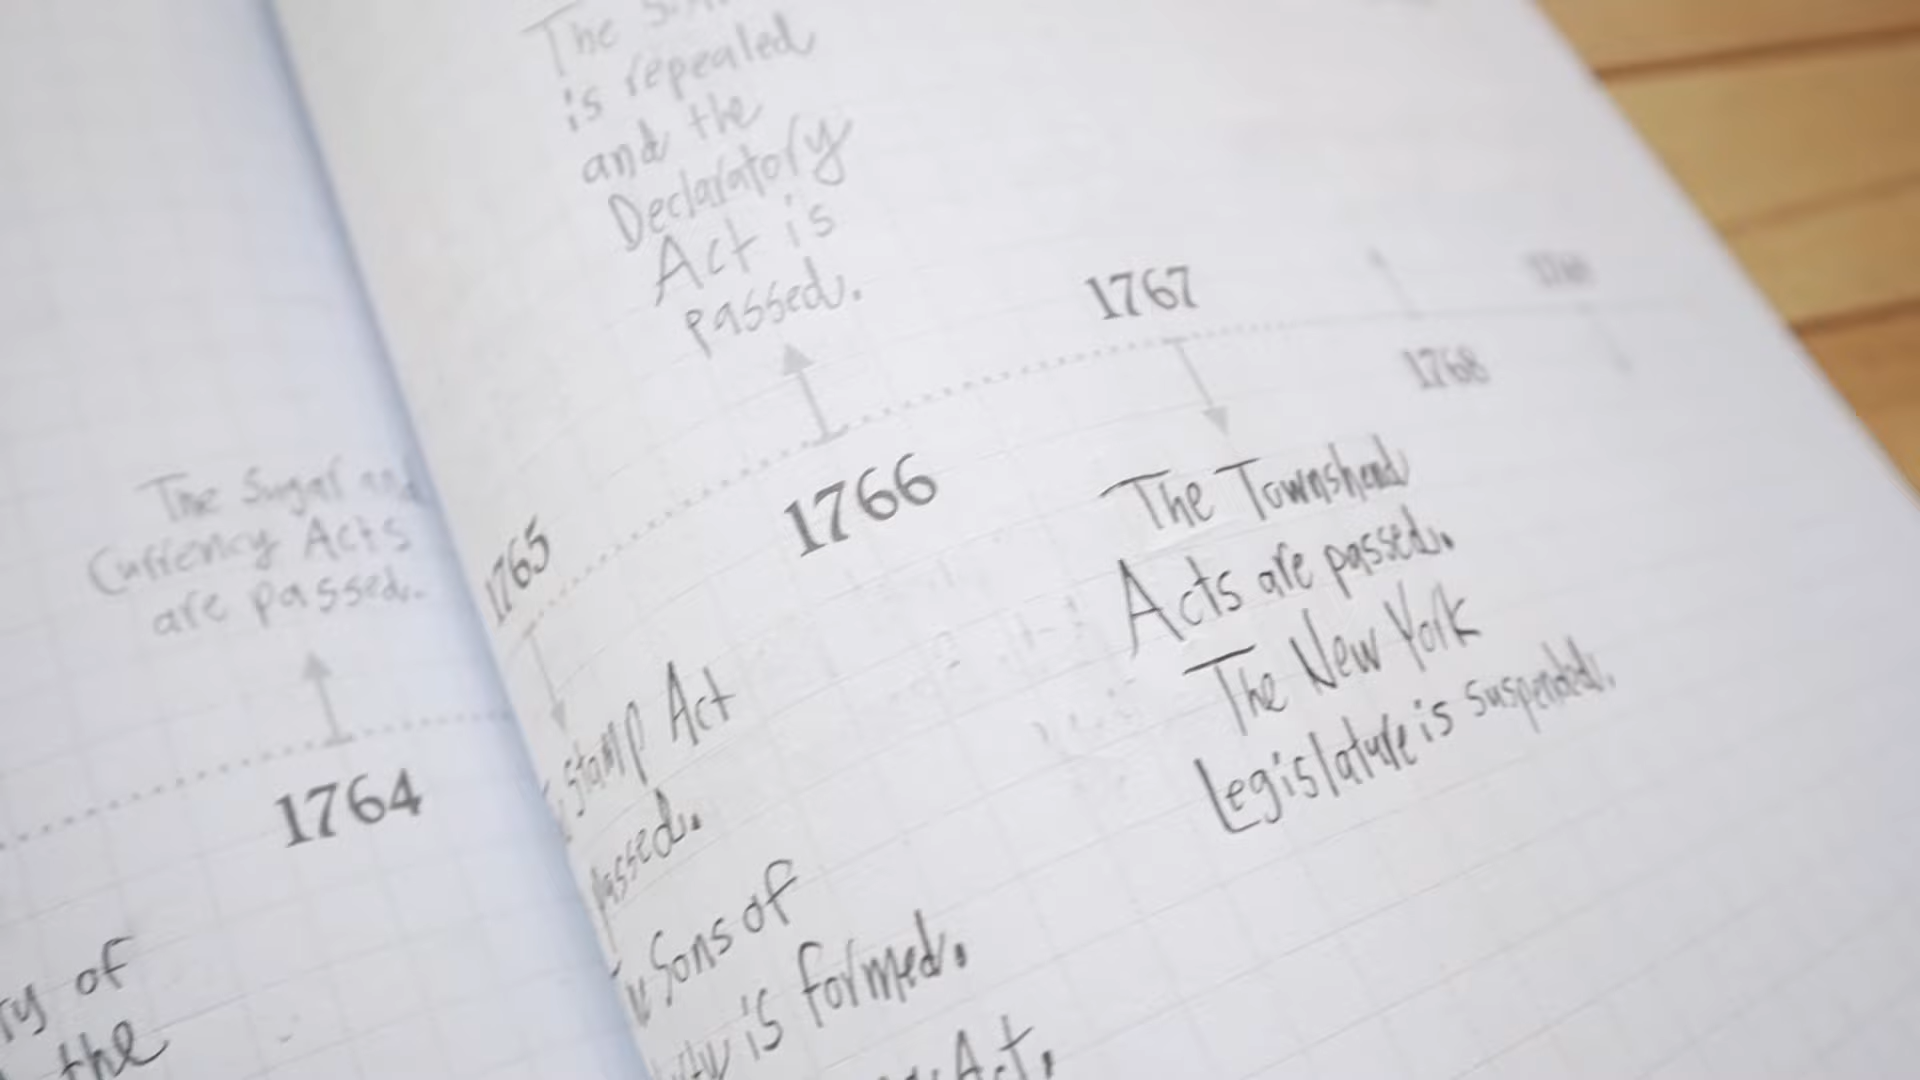 The
is repealed
and the
Declaratory
Act is
passed.
1767
1768
1766
1765
The Sugar and
Currency Acts
are passed.
1764
The Townshend
Acts are passed.
The New York
Legislature is suspended.
Stamp Act
passed.
Sons of
is formed.
Act.
of
the